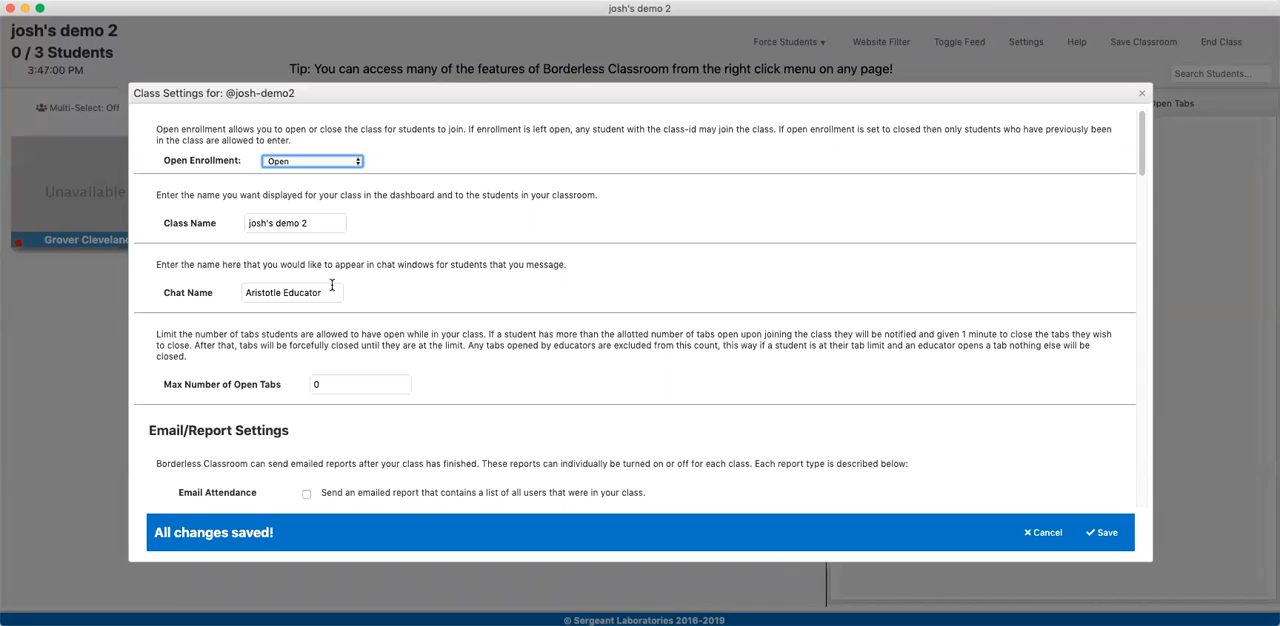 josh's demo 2
josh's demo 2
0 / 3 Students
3:47:00 PM
Force Students ▾ Website Filter Toggle Feed Settings Help Save Classroom End Class
Tip: You can access many of the features of Borderless Classroom from the right click menu on any page!
Search Students...
Multi-Select: Off
Open Tabs
Unavailable
Grover Cleveland
Class Settings for: @josh-demo2
Open enrollment allows you to open or close the class for students to join. If enrollment is left open, any student with the class-id may join the class. If open enrollment is set to closed then only students who have previously been
in the class are allowed to enter.
Open Enrollment: Open
Enter the name you want displayed for your class in the dashboard and to the students in your classroom.
Class Name josh's demo 2
Enter the name here that you would like to appear in chat windows for students that you message.
Chat Name Aristotle Educator
Limit the number of tabs students are allowed to have open while in your class. If a student has more than the allotted number of tabs open upon joining the class they will be notified and given 1 minute to close the tabs they wish
to close. After that, tabs will be forcefully closed until they are at the limit. Any tabs opened by educators are excluded from this count, this way if a student is at their tab limit and an educator opens a tab nothing else will be
closed.
Max Number of Open Tabs 0
Email/Report Settings
Borderless Classroom can send emailed reports after your class has finished. These reports can individually be turned on or off for each class. Each report type is described below:
Email Attendance Send an emailed report that contains a list of all users that were in your class.
All changes saved! Cancel Save
© Sergeant Laboratories 2016-2019